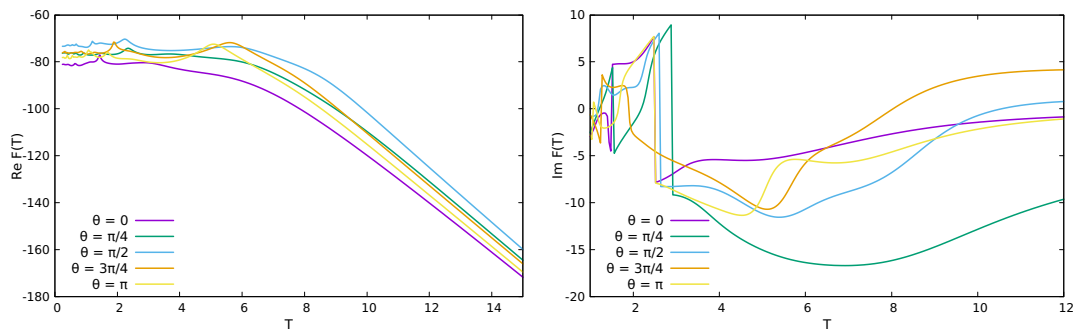 -60
-80
-100
-120
-140
-160
-180
Re F(T)
0 2 4 6 8 10 12 14
T
θ = 0
θ = π/4
θ = π/2
θ = 3π/4
θ = π
10
5
0
-5
-10
-15
-20
Im F(T)
2 4 6 8 10 12
T
θ = 0
θ = π/4
θ = π/2
θ = 3π/4
θ = π